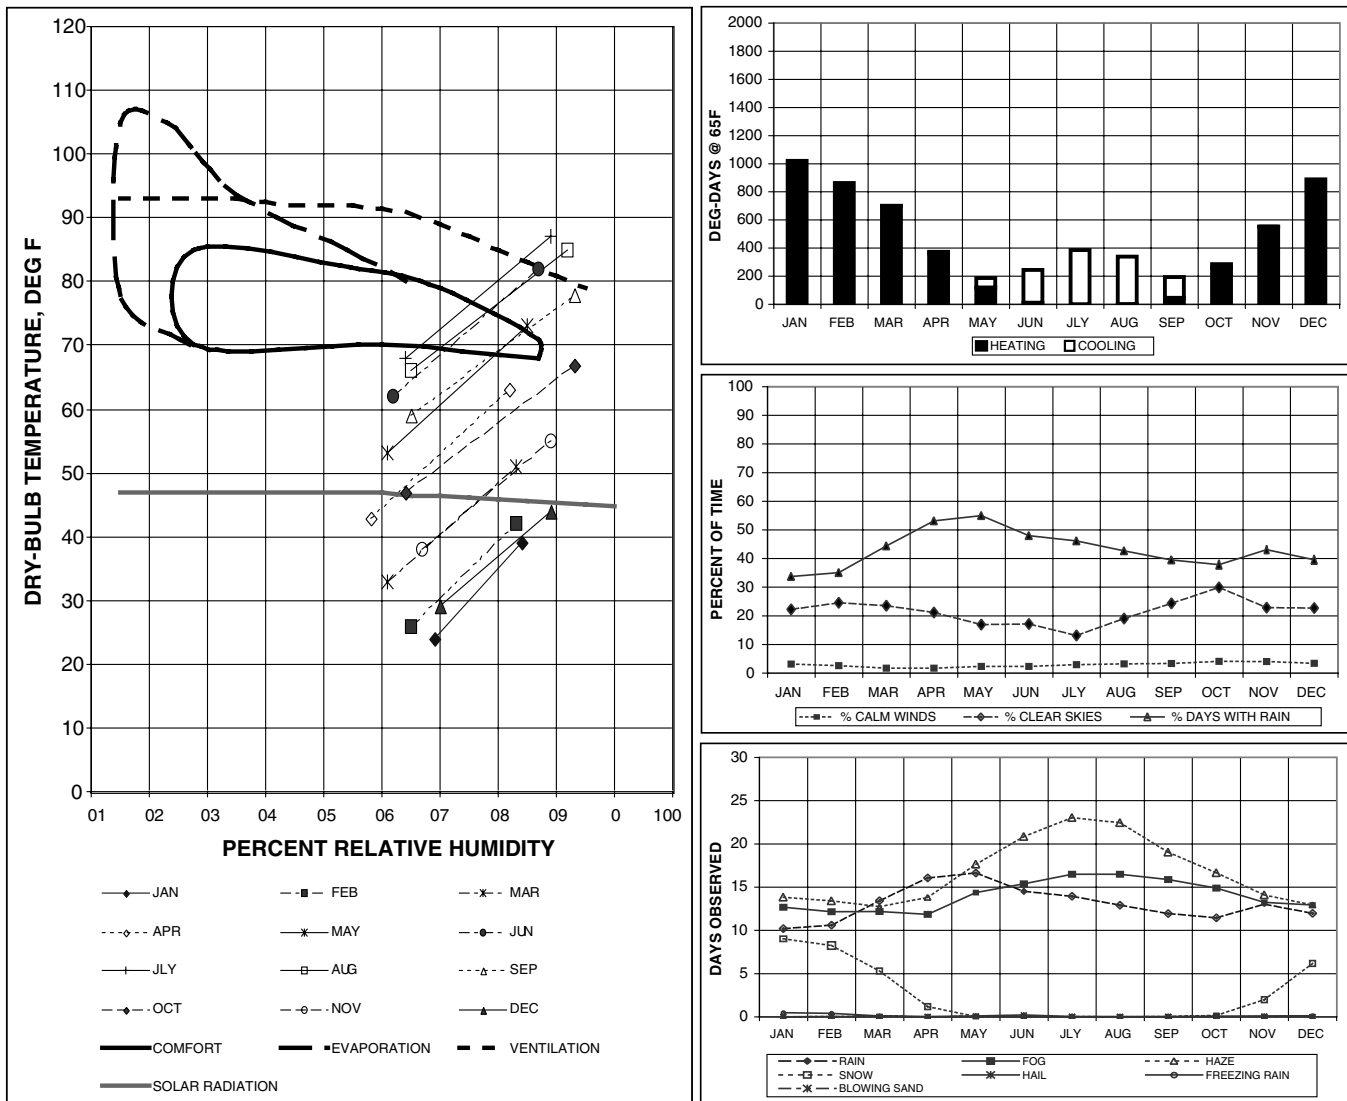 DRY-BULB TEMPERATURE, DEG F
120
110
100
90
80
70
60
50
40
30
20
10
0
01 02 03 04 05 06 07 08 09 0 100
PERCENT RELATIVE HUMIDITY
JAN FEB MAR
APR MAY JUN
JLY AUG SEP
OCT NOV DEC
COMFORT EVAPORATION VENTILATION
SOLAR RADIATION
DEG-DAYS @ 65F
2000
1800
1600
1400
1200
1000
800
600
400
200
0
JAN FEB MAR APR MAY JUN JLY AUG SEP OCT NOV DEC
HEATING COOLING
PERCENT OF TIME
100
90
80
70
60
50
40
30
20
10
0
JAN FEB MAR APR MAY JUN JLY AUG SEP OCT NOV DEC
% CALM WINDS % CLEAR SKIES % DAYS WITH RAIN
DAYS OBSERVED
30
25
20
15
10
5
0
JAN FEB MAR APR MAY JUN JLY AUG SEP OCT NOV DEC
RAIN FOG HAZE
SNOW HAIL FREEZING RAIN
BLOWING SAND